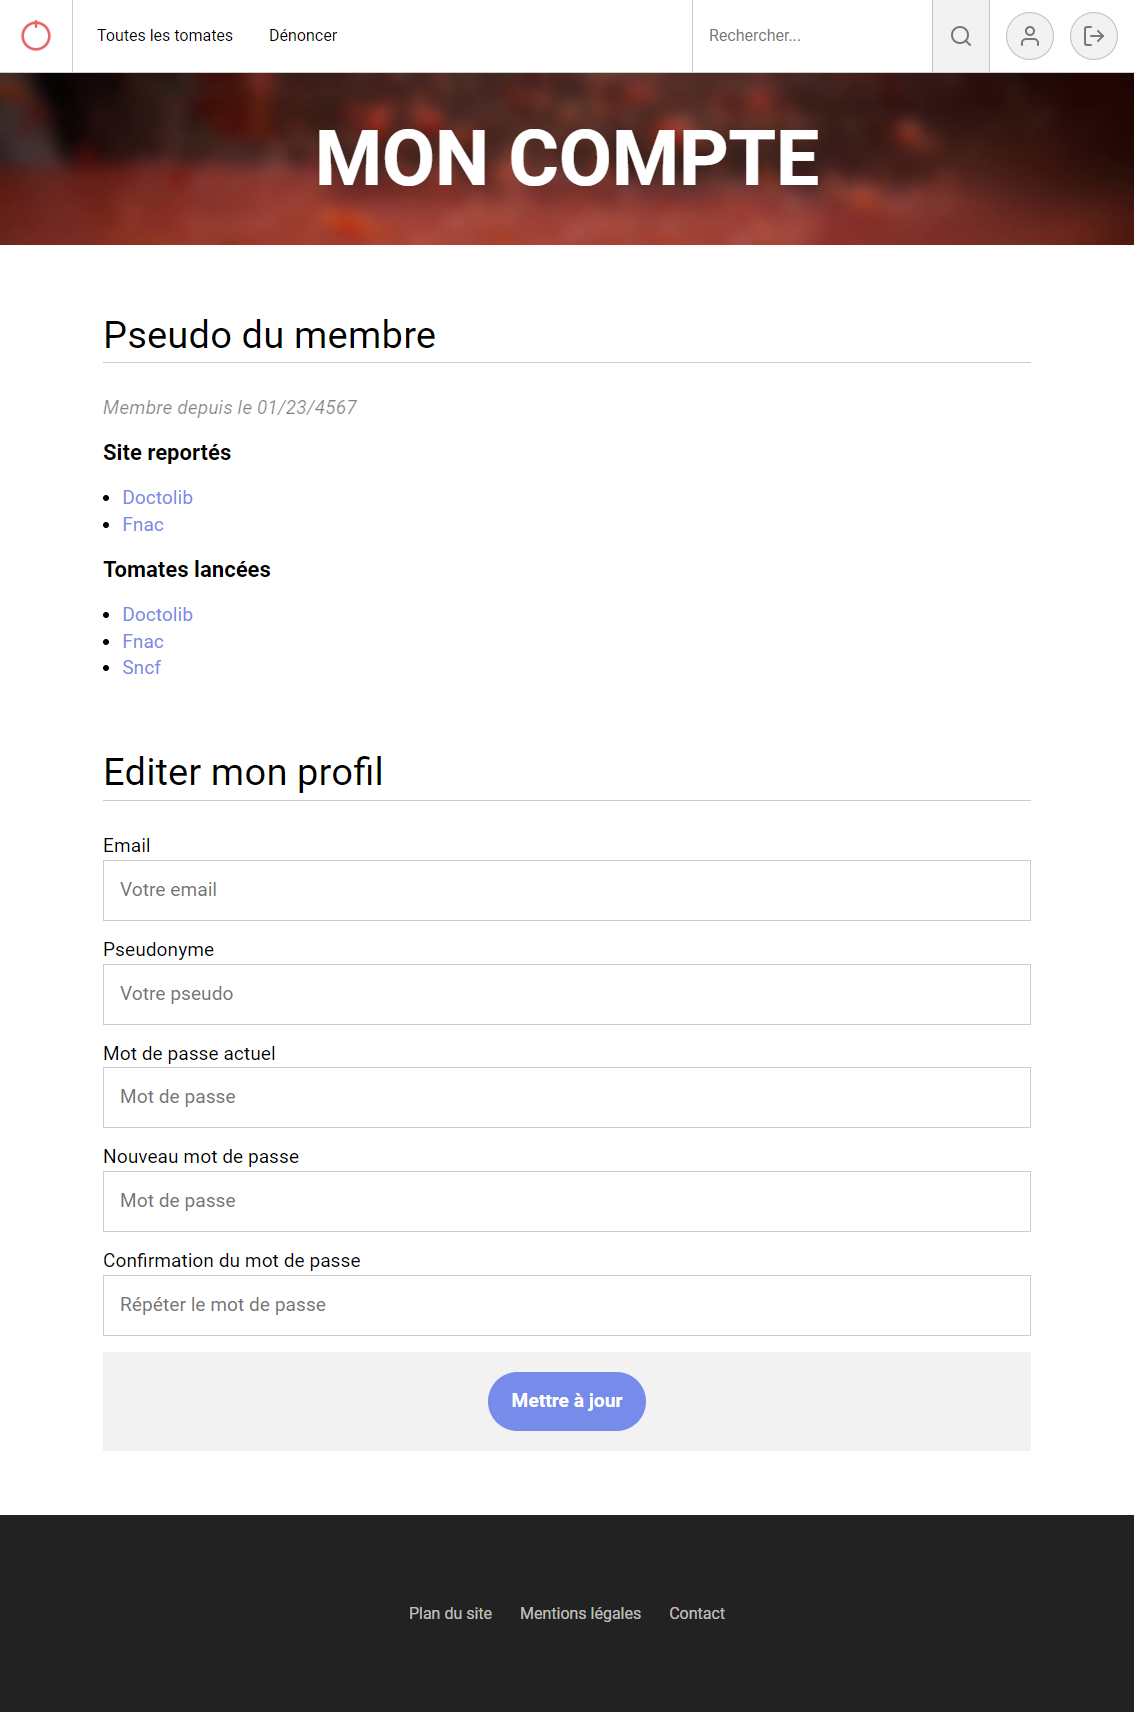 Toutes les tomates Dénoncer Rechercher...
MON COMPTE
Pseudo du membre
Membre depuis le 01/23/4567
Site reportés
Doctolib
Fnac
Tomates lancées
Doctolib
Fnac
Sncf
Editer mon profil
Email
Votre email
Pseudonyme
Votre pseudo
Mot de passe actuel
Mot de passe
Nouveau mot de passe
Mot de passe
Confirmation du mot de passe
Répéter le mot de passe
Mettre à jour
Plan du site Mentions légales Contact